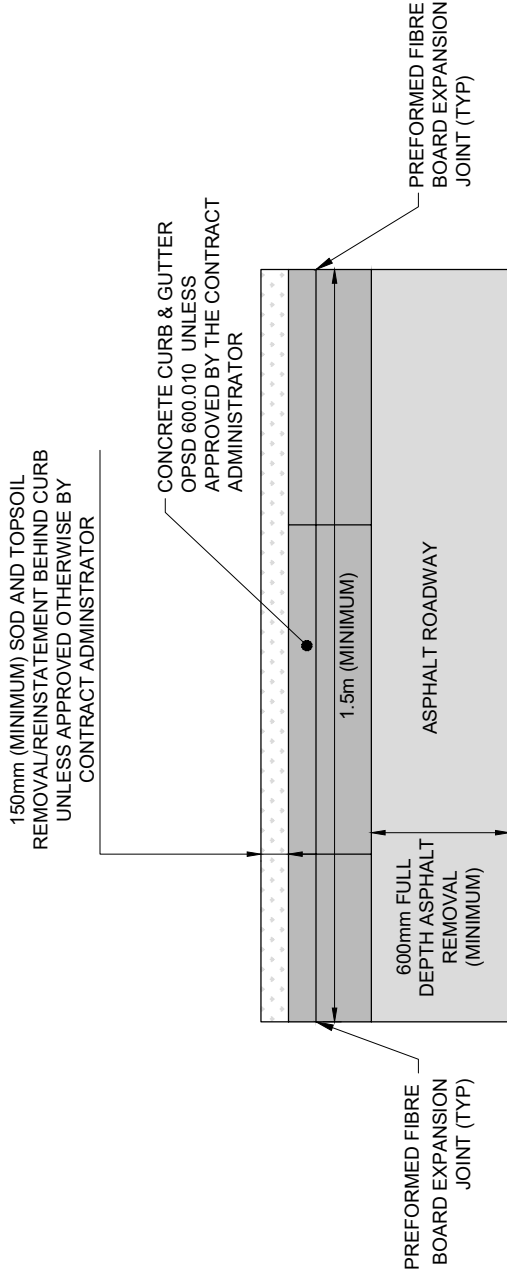 150mm (MINIMUM) SOD AND TOPSOIL
REMOVAL/REINSTATEMENT BEHIND CURB
UNLESS APPROVED OTHERWISE BY
CONTRACT ADMINSTRATOR
CONCRETE CURB & GUTTER
OPSD 600.010 UNLESS
APPROVED BY THE CONTRACT
ADMINISTRATOR
1.5m (MINIMUM)
600mm FULL
DEPTH ASPHALT
REMOVAL
(MINIMUM)
ASPHALT ROADWAY
PREFORMED FIBRE
BOARD EXPANSION
JOINT (TYP)
PREFORMED FIBRE
BOARD EXPANSION
JOINT (TYP)